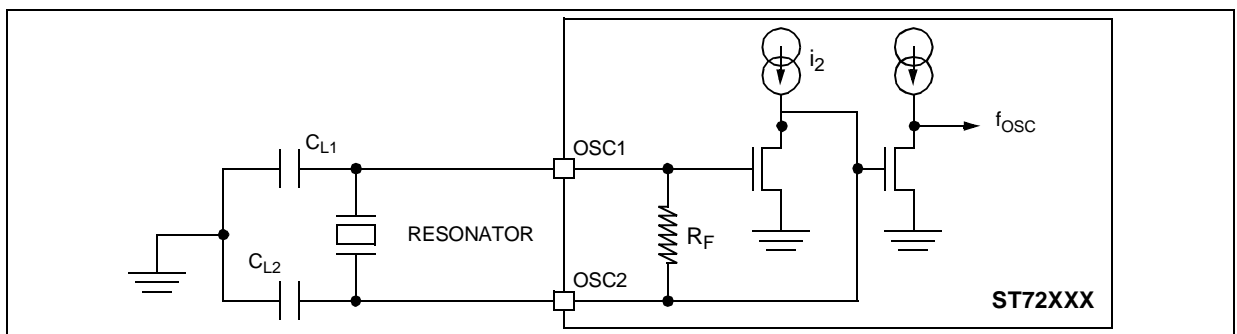 i2
fOSC
CL1
OSC1
RESONATOR
RF
CL2
OSC2
ST72XXX